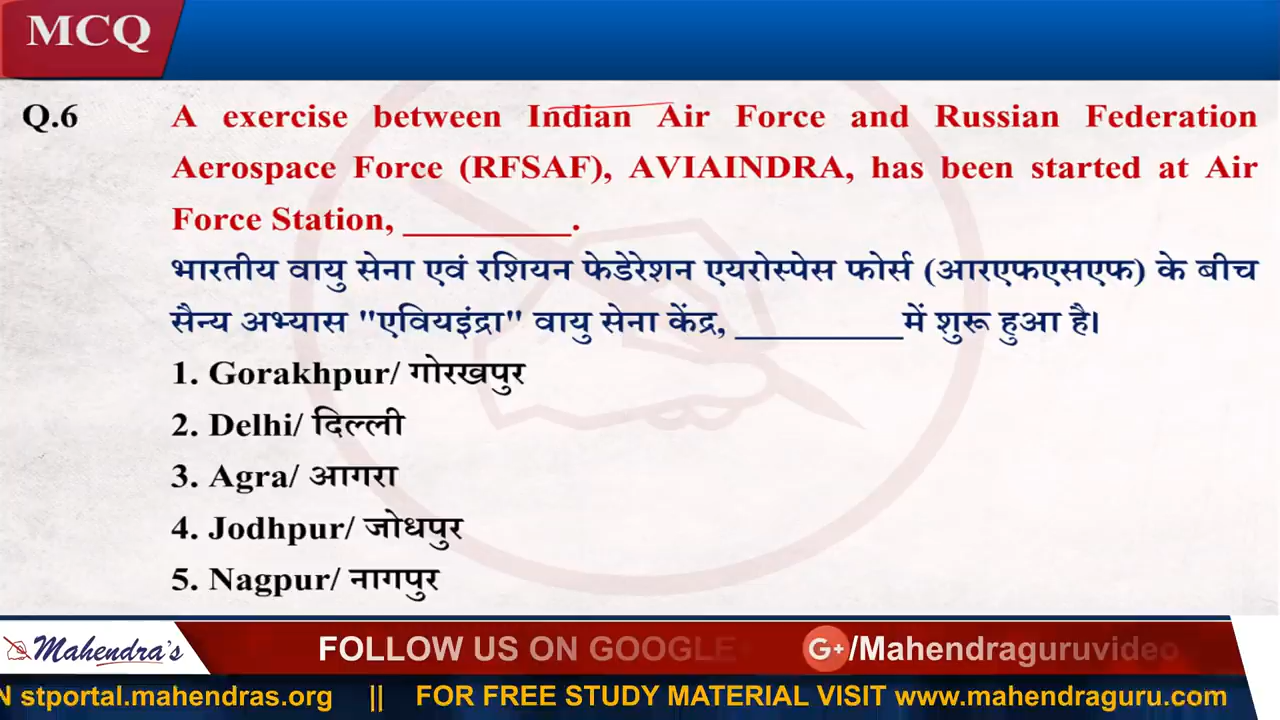 MCQ
Q.6 A exercise between Indian Air Force and Russian Federation
Aerospace Force (RFSAF), AVIAINDRA, has been started at Air
Force Station, __________.
भारतीय वायु सेना एवं रशियन फेडेरेशन एयरोस्पेस फोर्स (आरएफएसएफ) के बीच
सैन्य अभ्यास "एवियइंद्रा" वायु सेना केंद्र, __________में शुरू हुआ है।
1. Gorakhpur/ गोरखपुर
2. Delhi/ दिल्ली
3. Agra/ आगरा
4. Jodhpur/ जोधपुर
5. Nagpur/ नागपुर
Mahendra's FOLLOW US ON GOOGLE G+/Mahendraguruvideo
N stportal.mahendras.org || FOR FREE STUDY MATERIAL VISIT www.mahendraguru.com